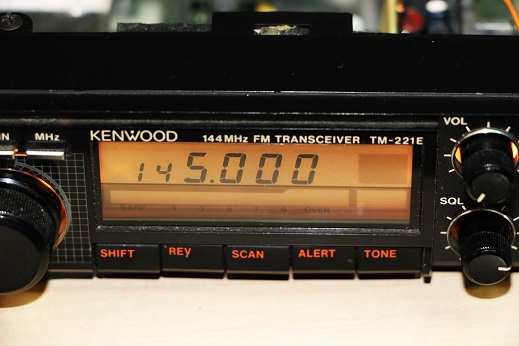 KENWOOD 144MHz FM TRANSCEIVER TM-221E
VOL
MHz
145.000
SQL
OVER
SHIFT REV SCAN ALERT TONE